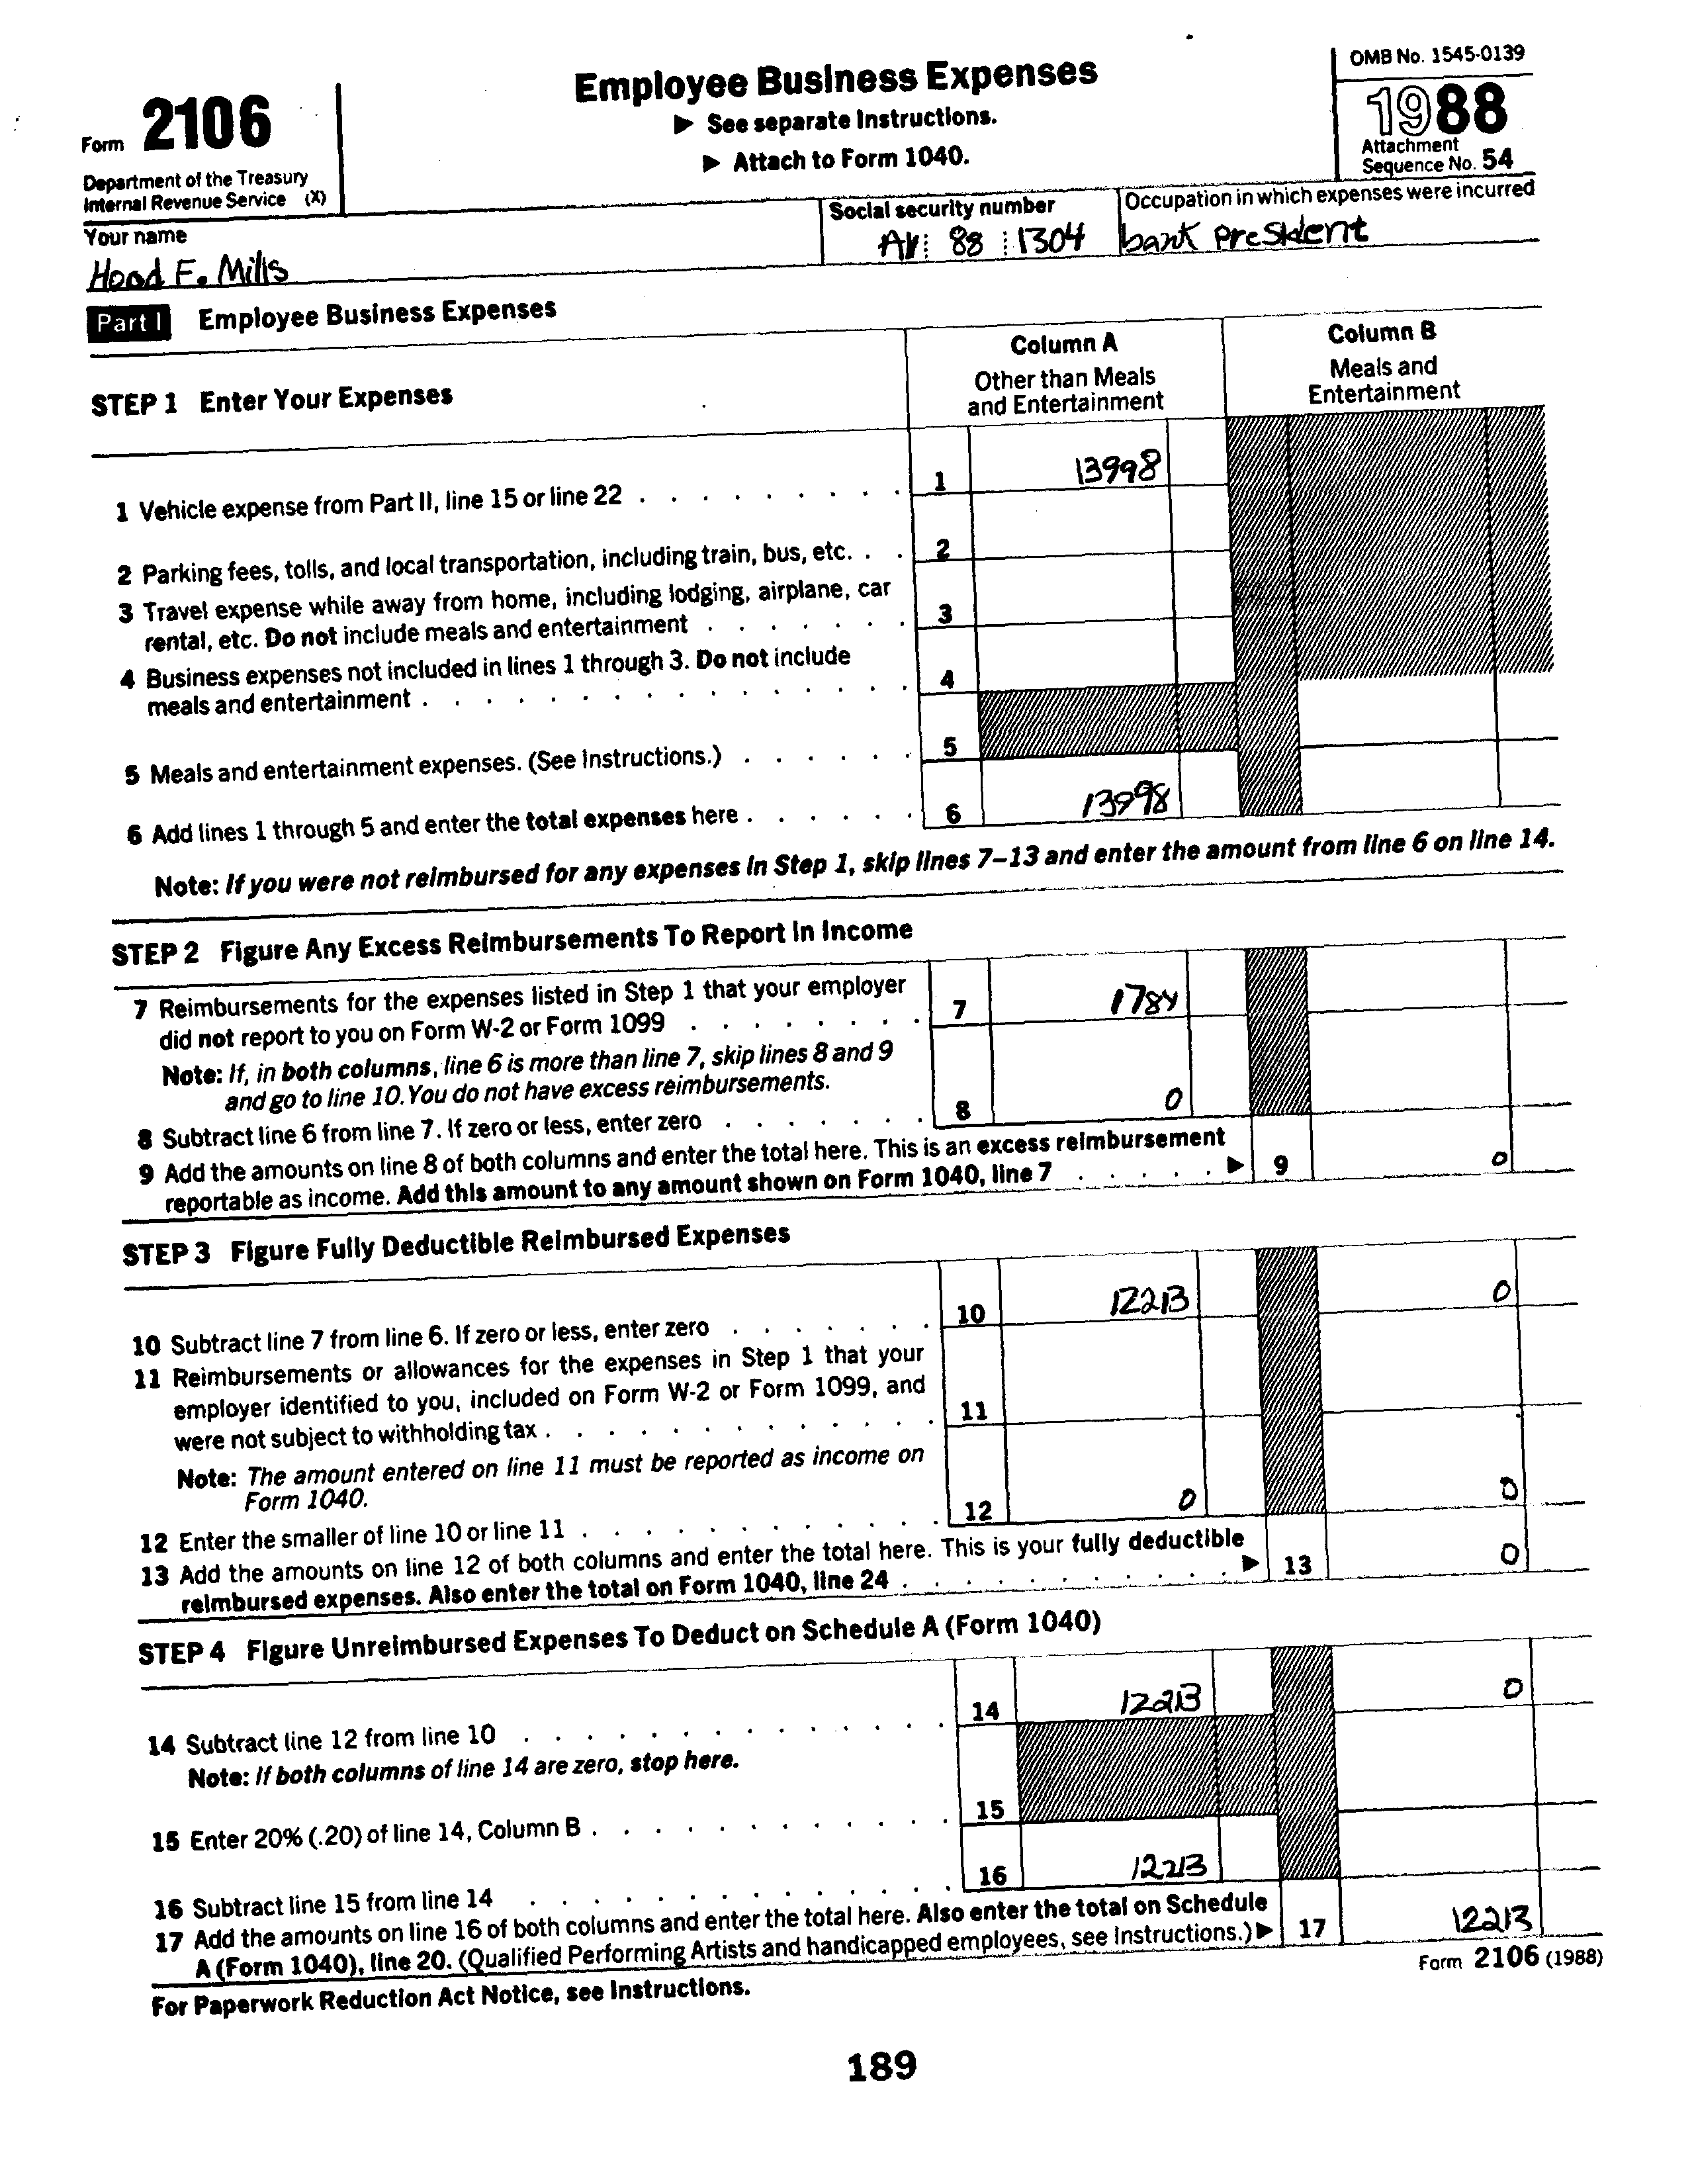 Form 2106
Department of the Treasury
Internal Revenue Service (X)
Employee Business Expenses
▶ See separate Instructions.
▶ Attach to Form 1040.
OMB No. 1545-0139
1988
Attachment
Sequence No. 54
Your name
Hood F. Mills
Social security number
88 1304
Occupation in which expenses were incurred
bank president
Part I Employee Business Expenses
STEP 1 Enter Your Expenses
Column A
Other than Meals
and Entertainment
Column B
Meals and
Entertainment
1 Vehicle expense from Part II, line 15 or line 22 . . . . . . . . . 1 13998
2 Parking fees, tolls, and local transportation, including train, bus, etc. . . 2
3 Travel expense while away from home, including lodging, airplane, car
rental, etc. Do not include meals and entertainment . . . . . . . 3
4 Business expenses not included in lines 1 through 3. Do not include
meals and entertainment . . . . . . . . . . . . . . . . 4
5 Meals and entertainment expenses. (See Instructions.) . . . . . . 5
6 Add lines 1 through 5 and enter the total expenses here . . . . . . 6 13998
Note: If you were not reimbursed for any expenses in Step 1, skip lines 7–13 and enter the amount from line 6 on line 14.
STEP 2 Figure Any Excess Reimbursements To Report In Income
7 Reimbursements for the expenses listed in Step 1 that your employer
did not report to you on Form W-2 or Form 1099 . . . . . . . . 7 1784
Note: If, in both columns, line 6 is more than line 7, skip lines 8 and 9
and go to line 10. You do not have excess reimbursements.
8 Subtract line 6 from line 7. If zero or less, enter zero . . . . . . . 8 0
9 Add the amounts on line 8 of both columns and enter the total here. This is an excess reimbursement
reportable as income. Add this amount to any amount shown on Form 1040, line 7 . . . . . ▶ 9 0
STEP 3 Figure Fully Deductible Reimbursed Expenses
10 Subtract line 7 from line 6. If zero or less, enter zero . . . . . . . 10 12213 0
11 Reimbursements or allowances for the expenses in Step 1 that your
employer identified to you, included on Form W-2 or Form 1099, and
were not subject to withholding tax . . . . . . . . . . . . . 11
Note: The amount entered on line 11 must be reported as income on
Form 1040.
12 Enter the smaller of line 10 or line 11 . . . . . . . . . . . . 12 0 0
13 Add the amounts on line 12 of both columns and enter the total here. This is your fully deductible
reimbursed expenses. Also enter the total on Form 1040, line 24 . . . . . . . . . . . ▶ 13 0
STEP 4 Figure Unreimbursed Expenses To Deduct on Schedule A (Form 1040)
14 Subtract line 12 from line 10 . . . . . . . . . . . . . . 14 12213 0
Note: If both columns of line 14 are zero, stop here.
15 Enter 20% (.20) of line 14, Column B . . . . . . . . . . . . 15
16 Subtract line 15 from line 14 . . . . . . . . . . . . . . 16 12213
17 Add the amounts on line 16 of both columns and enter the total here. Also enter the total on Schedule
A (Form 1040), line 20. (Qualified Performing Artists and handicapped employees, see Instructions.) ▶ 17 12213
For Paperwork Reduction Act Notice, see Instructions.
Form 2106 (1988)
189